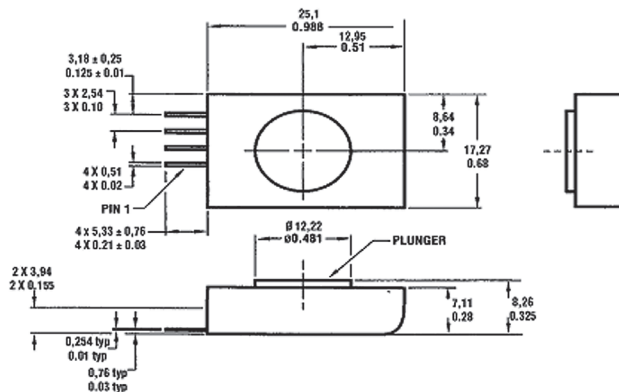 25,1
0.988
12,95
0.51
3,18 ± 0,25
0.125 ± 0.01
3 X 2,54
3 X 0.10
8,64
0.34
17,27
0.68
4 X 0,51
4 X 0.02
PIN 1
4 x 5,33 ± 0,76
4 X 0.21 ± 0.03
Ø 12,22
ø0.481
PLUNGER
2 X 3,94
2 X 0.155
7,11
0.28
8,26
0.325
0,254 typ
0.01 typ
0,76 typ
0.03 typ